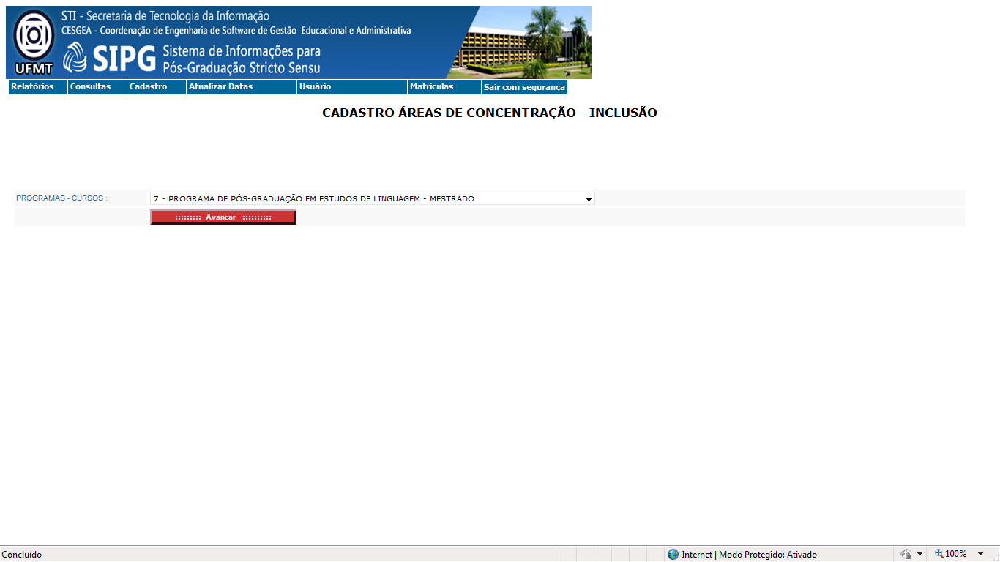 STI - Secretaria de Tecnologia da Informação
CESGEA - Coordenação de Engenharia de Software de Gestão Educacional e Administrativa
UFMT
SIPG
Sistema de Informações para
Pós-Graduação Stricto Sensu
Relatórios Consultas Cadastro Atualizar Datas Usuário Matrículas Sair com segurança
CADASTRO ÁREAS DE CONCENTRAÇÃO - INCLUSÃO
PROGRAMAS - CURSOS : 7 - PROGRAMA DE PÓS-GRADUAÇÃO EM ESTUDOS DE LINGUAGEM - MESTRADO
::::::::: Avancar ::::::::::
Concluído Internet | Modo Protegido: Ativado 100%